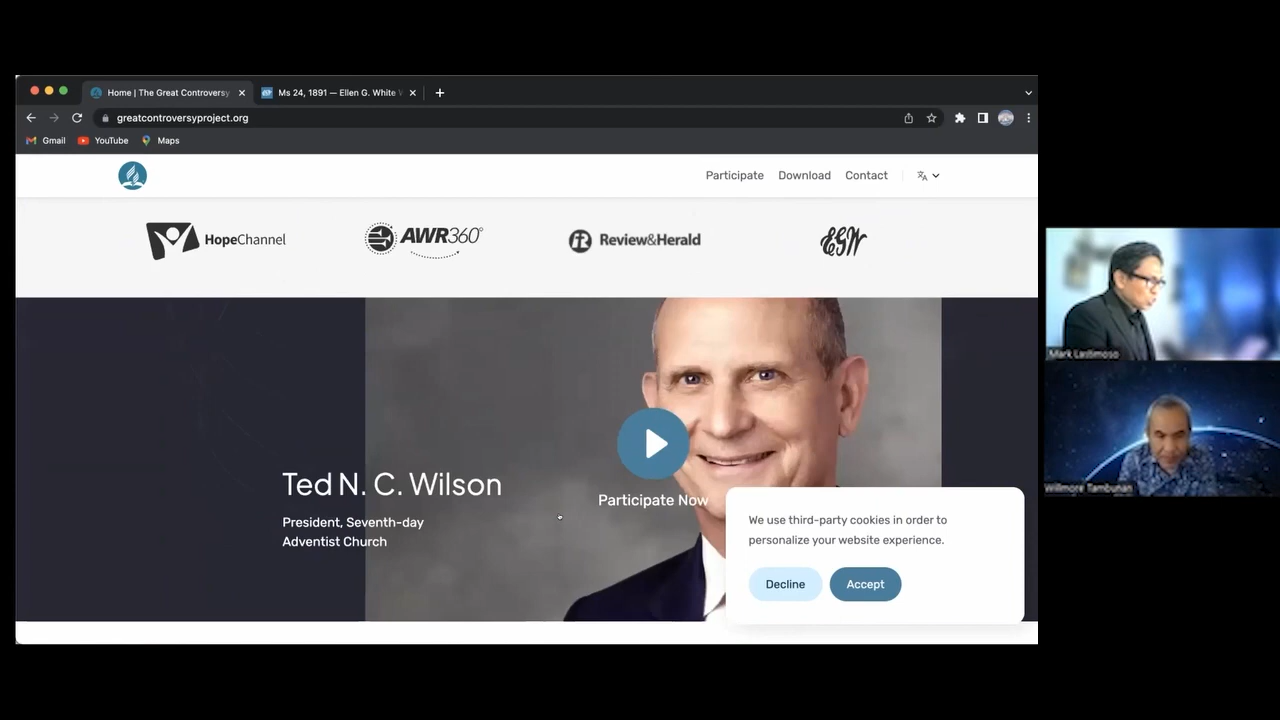 Home | The Great Controversy
Ms 24, 1891 — Ellen G. White
greatcontroversyproject.org
Gmail YouTube Maps
Participate Download Contact
HopeChannel AWR360° Review&Herald EGW
Ted N. C. Wilson
President, Seventh-day
Adventist Church
Participate Now
We use third-party cookies in order to
personalize your website experience.
Decline Accept
Mark Lastimoso
Willmore Tambunan